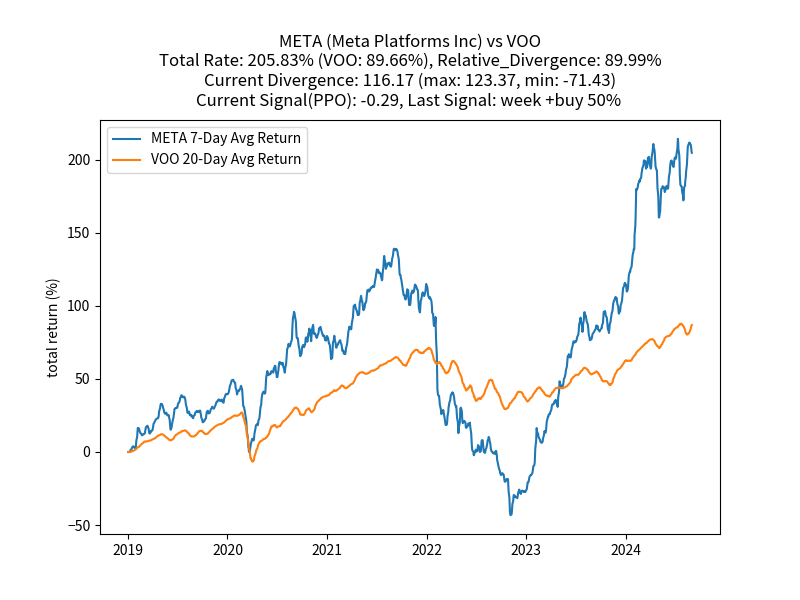 META (Meta Platforms Inc) vs VOO
Total Rate: 205.83% (VOO: 89.66%), Relative_Divergence: 89.99%
Current Divergence: 116.17 (max: 123.37, min: -71.43)
Current Signal(PPO): -0.29, Last Signal: week +buy 50%
META 7-Day Avg Return
VOO 20-Day Avg Return
total return (%)
200
150
100
50
0
−50
2019
2020
2021
2022
2023
2024